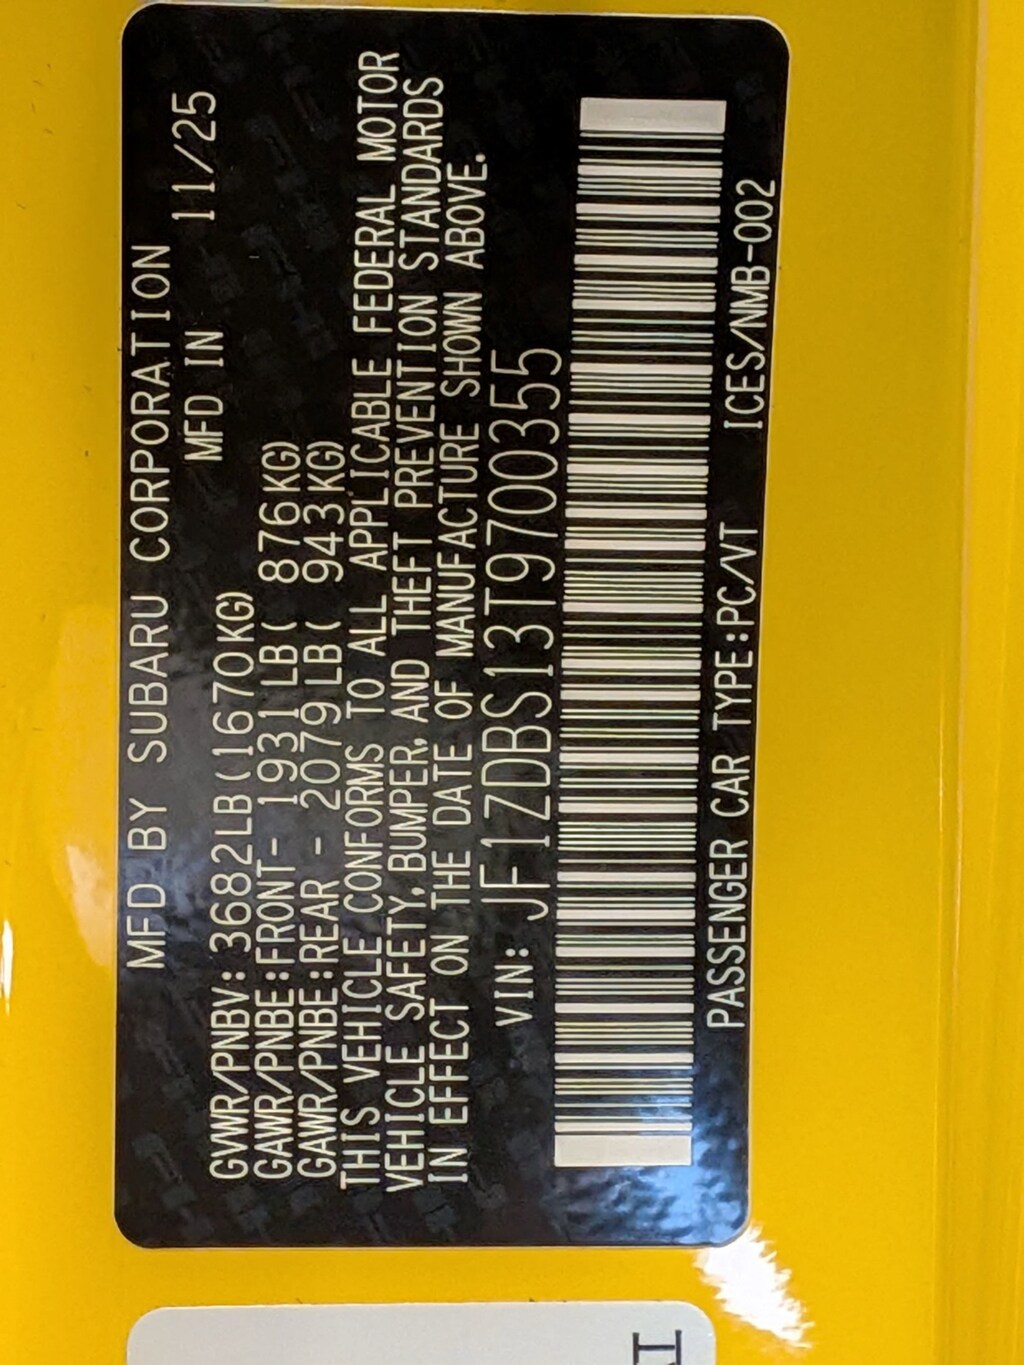 MFD BY SUBARU CORPORATION
MFD IN 11/25
GVWR/PNBV:3682LB(1670KG)
GAWR/PNBE:FRONT- 1931LB( 876KG)
GAWR/PNBE:REAR - 2079LB( 943KG)
THIS VEHICLE CONFORMS TO ALL APPLICABLE FEDERAL MOTOR
VEHICLE SAFETY, BUMPER, AND THEFT PREVENTION STANDARDS
IN EFFECT ON THE DATE OF MANUFACTURE SHOWN ABOVE.
VIN: JF1ZDBS13T9700355
PASSENGER CAR TYPE:PC/VT ICES/NMB-002